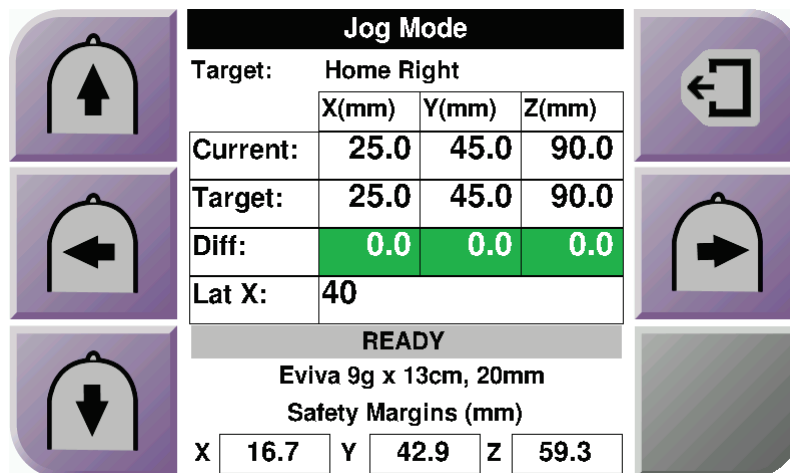 Jog Mode
Target: Home Right
X(mm) Y(mm) Z(mm)
Current: 25.0 45.0 90.0
Target: 25.0 45.0 90.0
Diff: 0.0 0.0 0.0
Lat X: 40
READY
Eviva 9g x 13cm, 20mm
Safety Margins (mm)
X 16.7 Y 42.9 Z 59.3